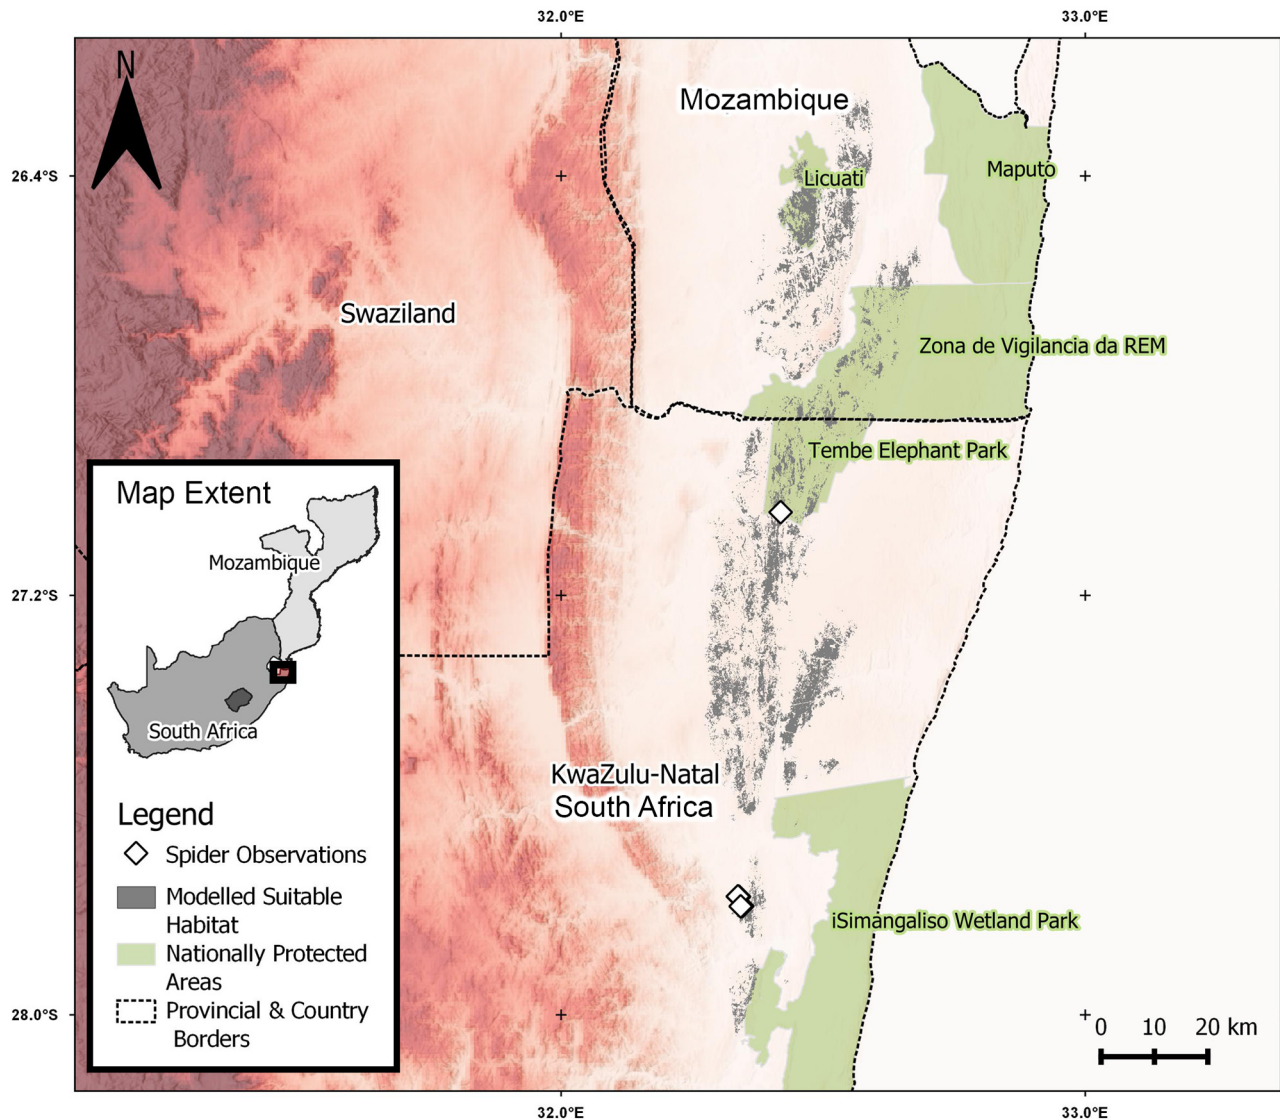 32.0°E
33.0°E
N
Mozambique
26.4°S
Licuati
Maputo
Swaziland
Zona de Vigilancia da REM
Tembe Elephant Park
Map Extent
Mozambique
South Africa
27.2°S
KwaZulu-Natal
South Africa
Legend
Spider Observations
Modelled Suitable
Habitat
Nationally Protected
Areas
Provincial & Country
Borders
iSimangaliso Wetland Park
28.0°S
0 10 20 km
32.0°E
33.0°E